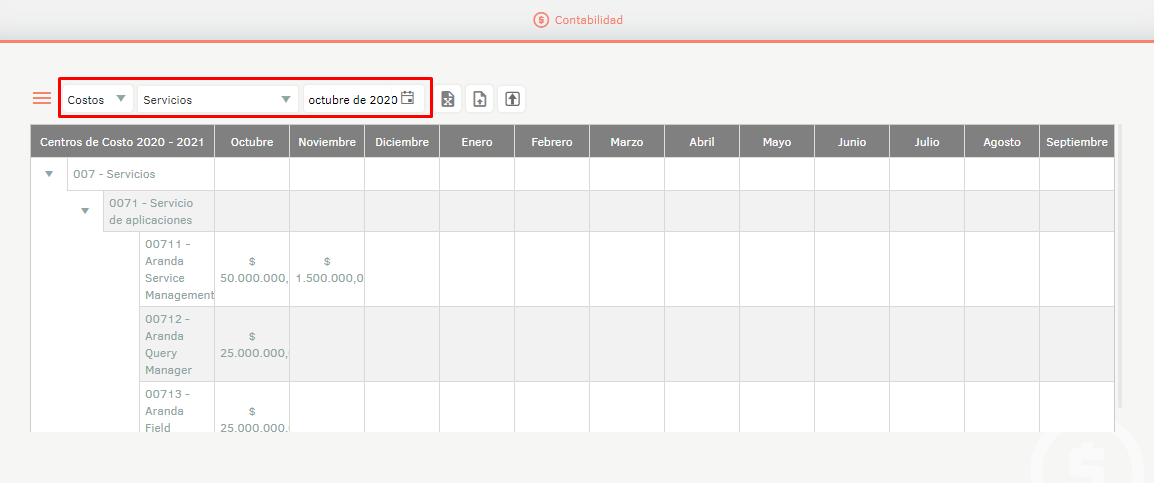 Contabilidad
Costos Servicios octubre de 2020
Centros de Costo 2020 - 2021 Octubre Noviembre Diciembre Enero Febrero Marzo Abril Mayo Junio Julio Agosto Septiembre
007 - Servicios
0071 - Servicio
de aplicaciones
00711 -
Aranda
Service
Management
$
50.000.000,
$
1.500.000,0
00712 -
Aranda
Query
Manager
$
25.000.000,
00713 -
Aranda
Field
$
25.000.000,